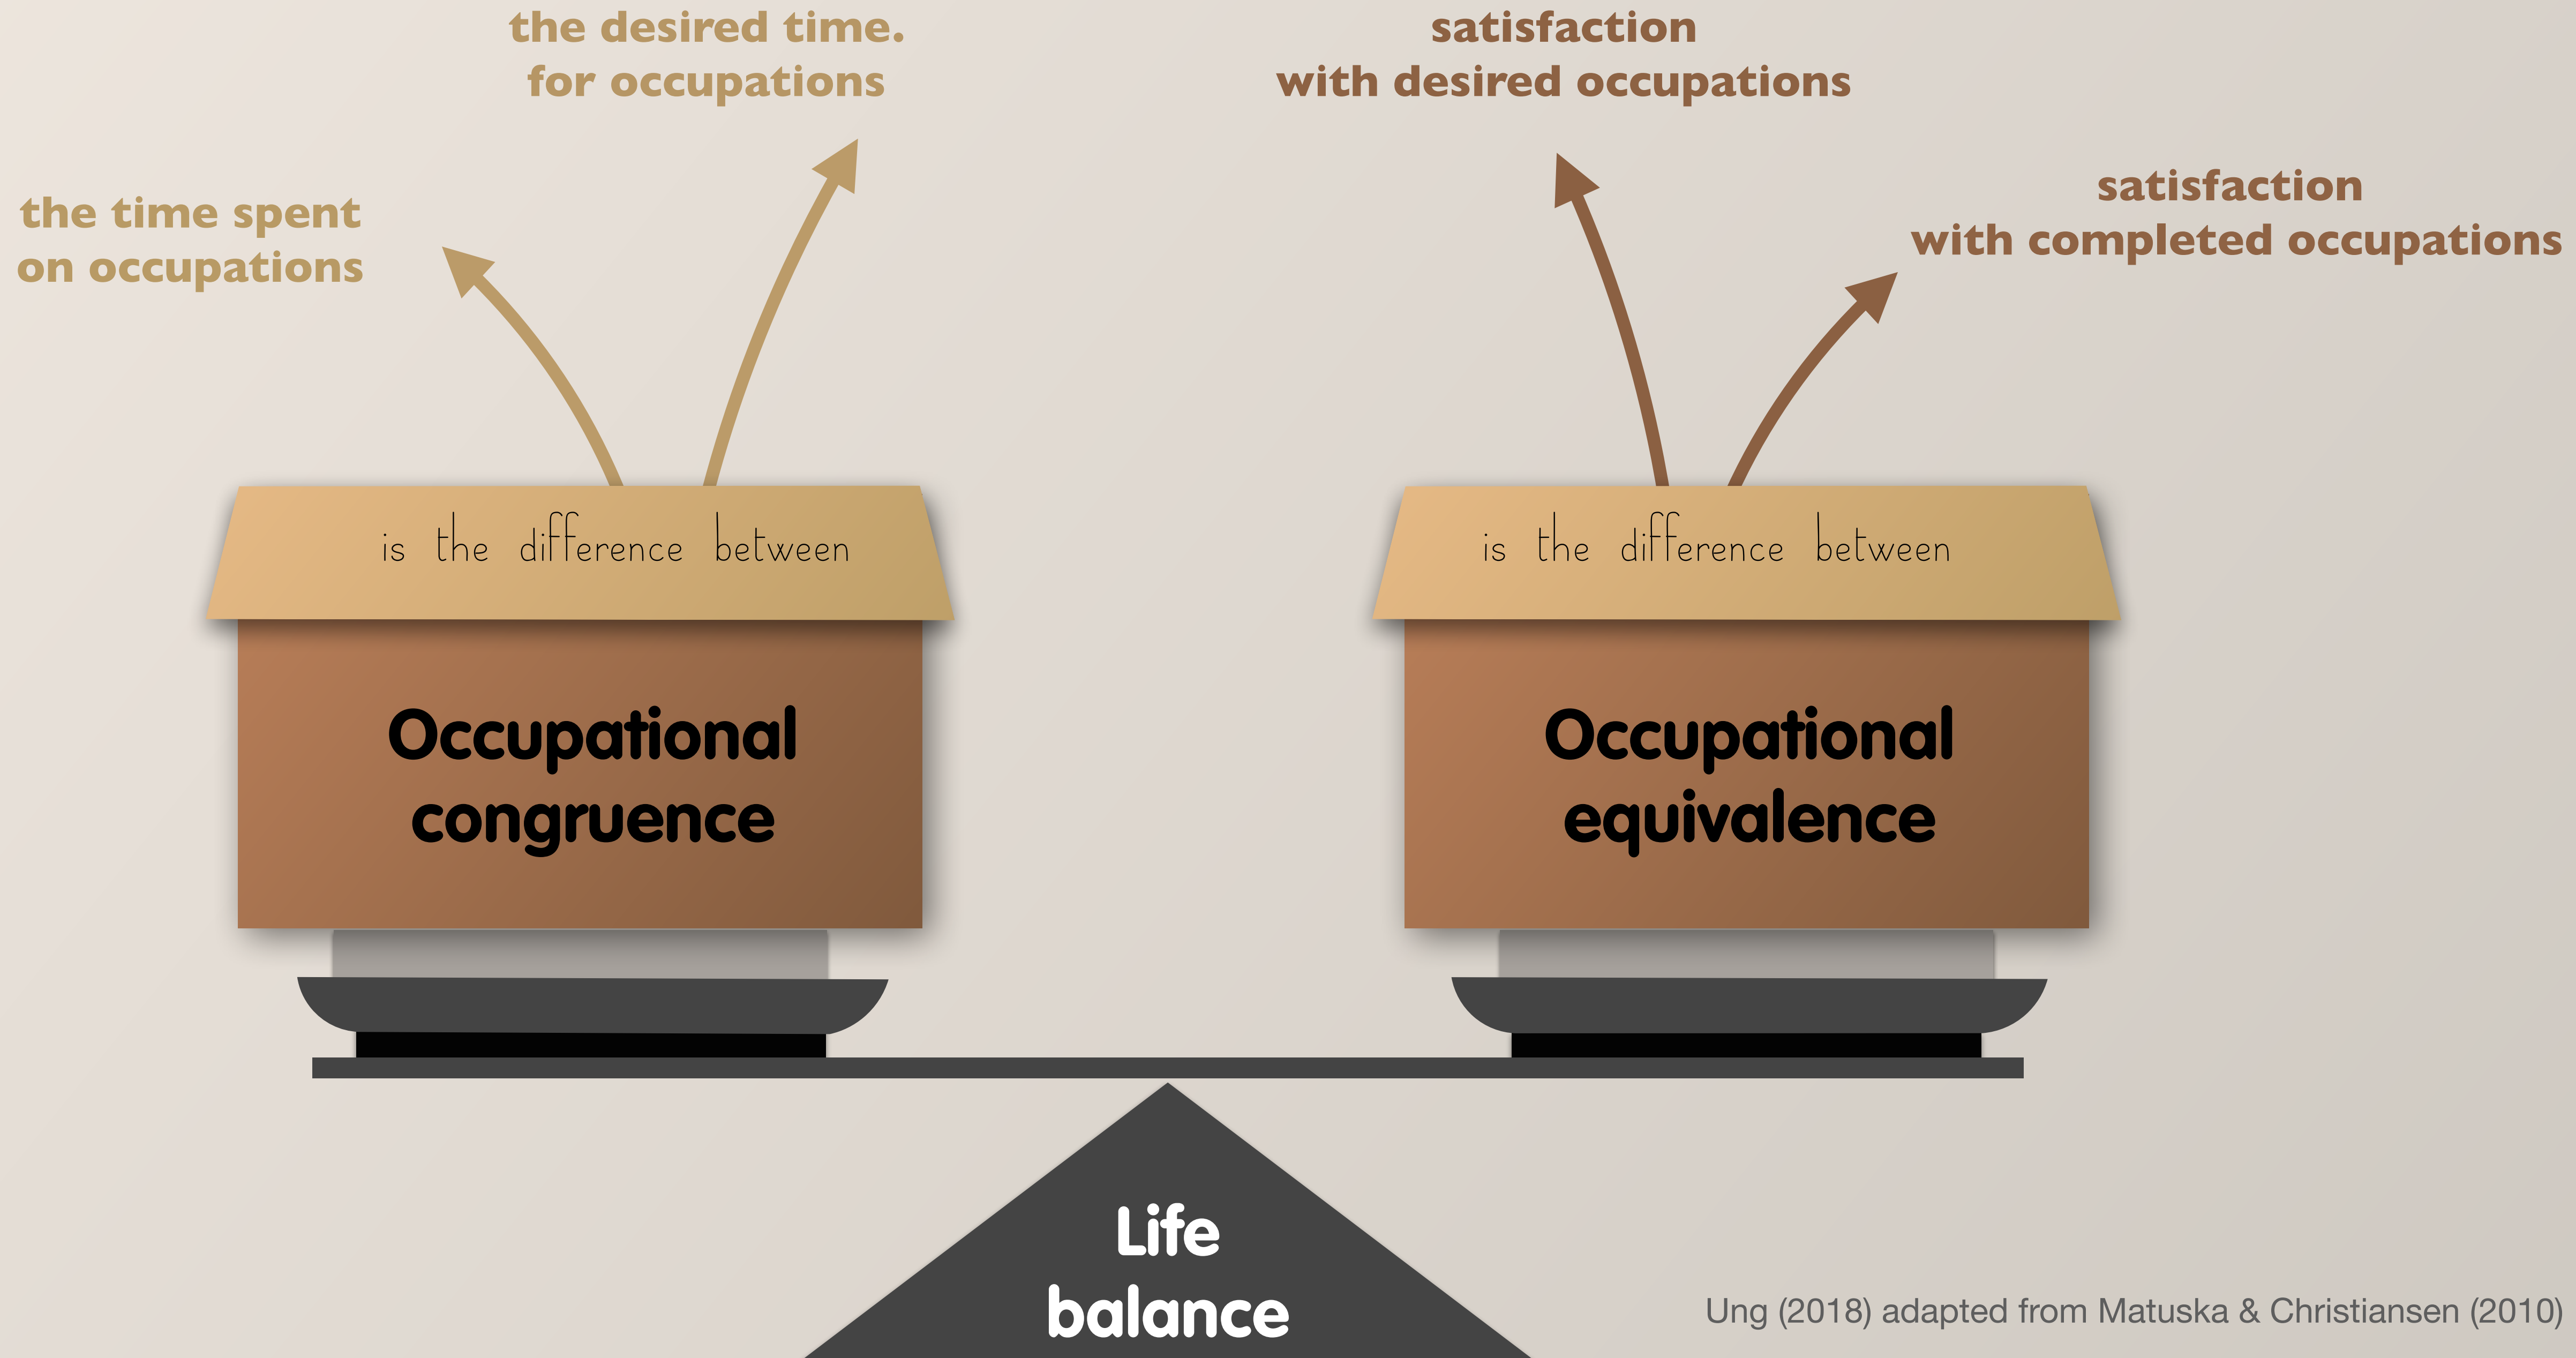 the desired time.
for occupations
satisfaction
with desired occupations
the time spent
on occupations
satisfaction
with completed occupations
is the difference between
is the difference between
Occupational
congruence
Occupational
equivalence
Life
balance
Ung (2018) adapted from Matuska & Christiansen (2010)